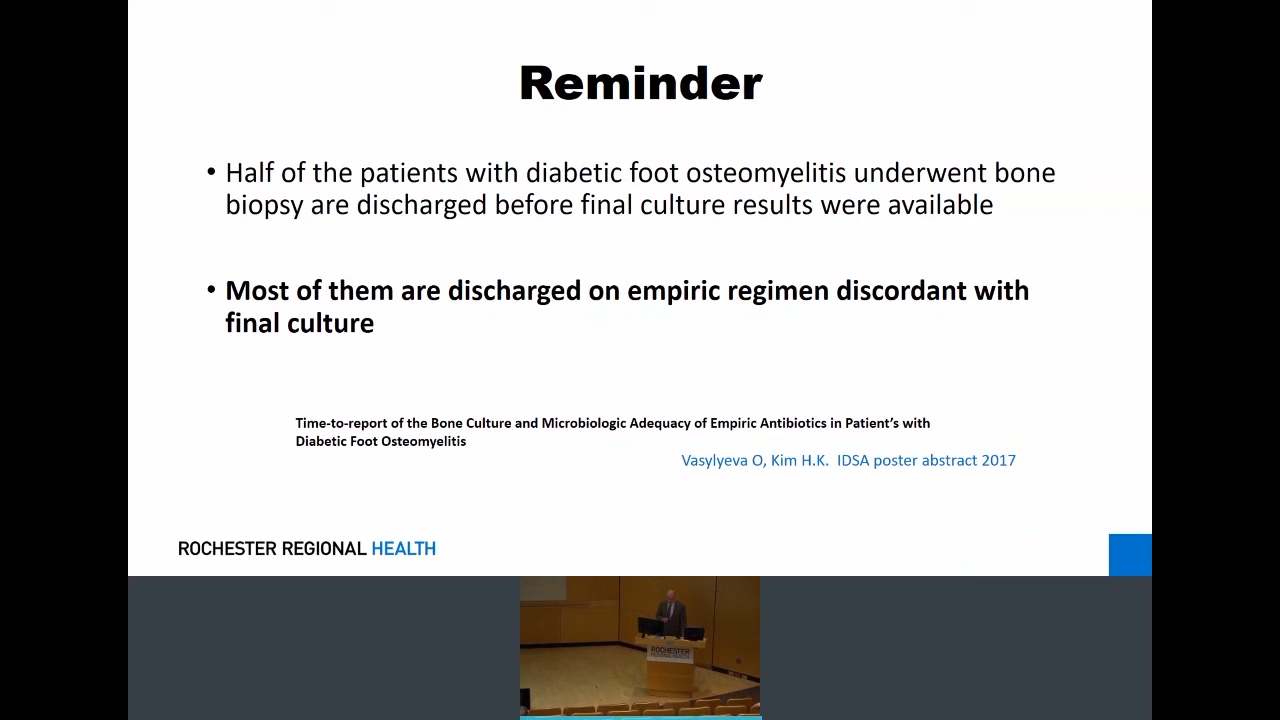 Reminder
• Half of the patients with diabetic foot osteomyelitis underwent bone
biopsy are discharged before final culture results were available
• Most of them are discharged on empiric regimen discordant with
final culture
Time-to-report of the Bone Culture and Microbiologic Adequacy of Empiric Antibiotics in Patient's with
Diabetic Foot Osteomyelitis
Vasylyeva O, Kim H.K. IDSA poster abstract 2017
ROCHESTER REGIONAL HEALTH
ROCHESTER
REGIONAL HEALTH